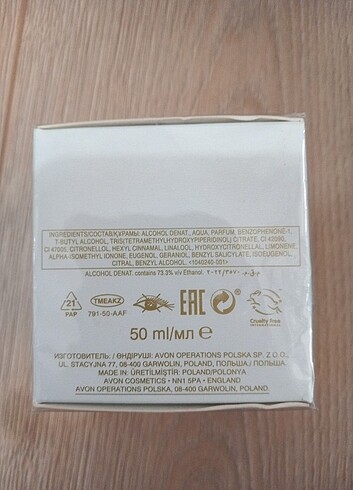 INGREDIENTS/СОСТАВ/ҚҰРАМЫ: ALCOHOL DENAT., AQUA, PARFUM, BENZOPHENONE-1,
T-BUTYL ALCOHOL, TRIS(TETRAMETHYLHYDROXYPIPERIDINOL) CITRATE, CI 42090,
CI 47005, CITRONELLOL, HEXYL CINNAMAL, LINALOOL, HYDROXYCITRONELLAL, LIMONENE,
ALPHA-ISOMETHYL IONONE, EUGENOL, GERANIOL, BENZYL SALICYLATE, ISOEUGENOL,
CITRAL, BENZYL ALCOHOL. <1040240-001>
ALCOHOL DENAT. contains 73.3% v/v Ethanol.
21
PAP
TMEAKZ
791-50-AAF
EAC
Cruelty Free
INTERNATIONAL
50 ml/мл e
ИЗГОТОВИТЕЛЬ / ӨНДІРУШІ: AVON OPERATIONS POLSKA SP. Z.O.O.,
UL. STACYJNA 77, 08-400 GARWOLIN, POLAND / ПОЛЬША / ПОЛЬША.
MADE IN/ ÜRETİLMİŞTİR: POLAND/POLONYA
AVON COSMETICS • NN1 5PA • ENGLAND
AVON OPERATIONS POLSKA, 08-400 GARWOLIN, POLAND.